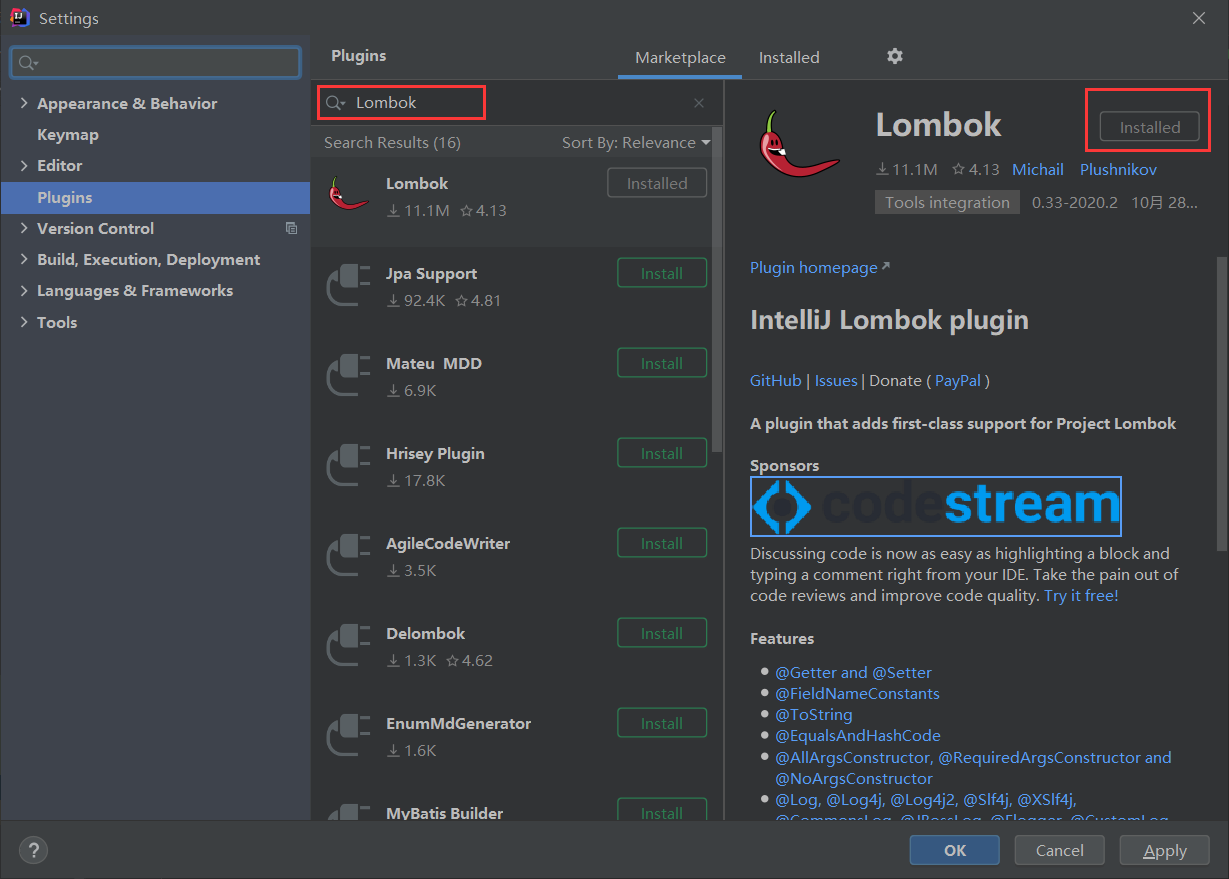 Settings
Appearance & Behavior
Keymap
Editor
Plugins
Version Control
Build, Execution, Deployment
Languages & Frameworks
Tools
Plugins
Marketplace
Installed
Lombok
Search Results (16)
Sort By: Relevance
Lombok
Installed
11.1M 4.13
Jpa Support
Install
92.4K 4.81
Mateu MDD
Install
6.9K
Hrisey Plugin
Install
17.8K
AgileCodeWriter
Install
3.5K
Delombok
Install
1.3K 4.62
EnumMdGenerator
Install
1.6K
MyBatis Builder
Install
Lombok
Installed
11.1M 4.13 Michail Plushnikov
Tools integration 0.33-2020.2 10月 28...
Plugin homepage
IntelliJ Lombok plugin
GitHub | Issues | Donate ( PayPal )
A plugin that adds first-class support for Project Lombok
Sponsors
codestream
Discussing code is now as easy as highlighting a block and
typing a comment right from your IDE. Take the pain out of
code reviews and improve code quality. Try it free!
Features
@Getter and @Setter
@FieldNameConstants
@ToString
@EqualsAndHashCode
@AllArgsConstructor, @RequiredArgsConstructor and
@NoArgsConstructor
@Log, @Log4j, @Log4j2, @Slf4j, @XSlf4j,
@CommonsLog, @JBossLog, @Flogger, @CustomLog
?
OK
Cancel
Apply